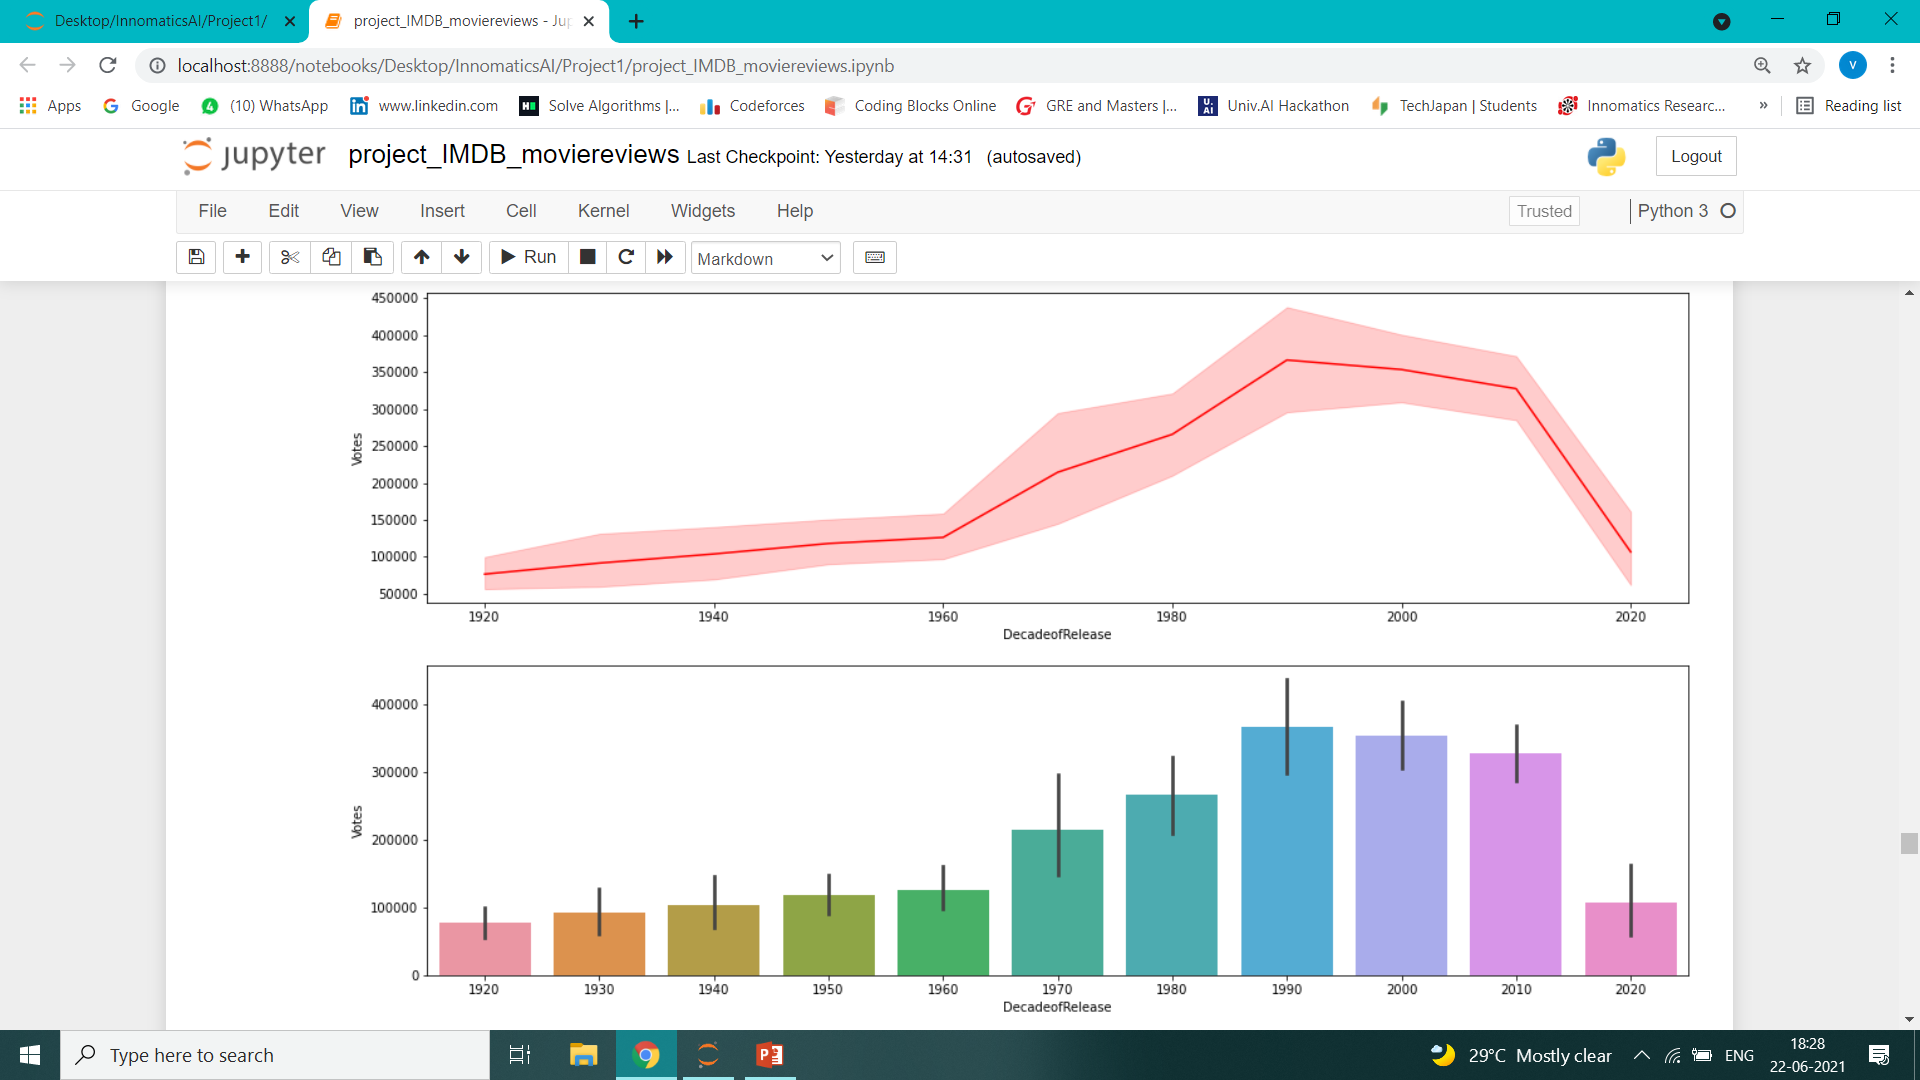 Desktop/InnomaticsAI/Project1/
project_IMDB_moviereviews - Jup
localhost:8888/notebooks/Desktop/InnomaticsAI/Project1/project_IMDB_moviereviews.ipynb
V
Apps
Google
(10) WhatsApp
www.linkedin.com
Solve Algorithms |...
Codeforces
Coding Blocks Online
GRE and Masters |...
Univ.AI Hackathon
TechJapan | Students
Innomatics Researc...
»
Reading list
jupyter
project_IMDB_moviereviews Last Checkpoint: Yesterday at 14:31 (autosaved)
Logout
File Edit View Insert Cell Kernel Widgets Help
Trusted
Python 3
Run
Markdown
450000
400000
350000
300000
250000
200000
150000
100000
50000
Votes
1920 1940 1960 1980 2000 2020
DecadeofRelease
400000
300000
200000
100000
0
Votes
1920 1930 1940 1950 1960 1970 1980 1990 2000 2010 2020
DecadeofRelease
Type here to search
29°C Mostly clear
ENG
18:28
22-06-2021